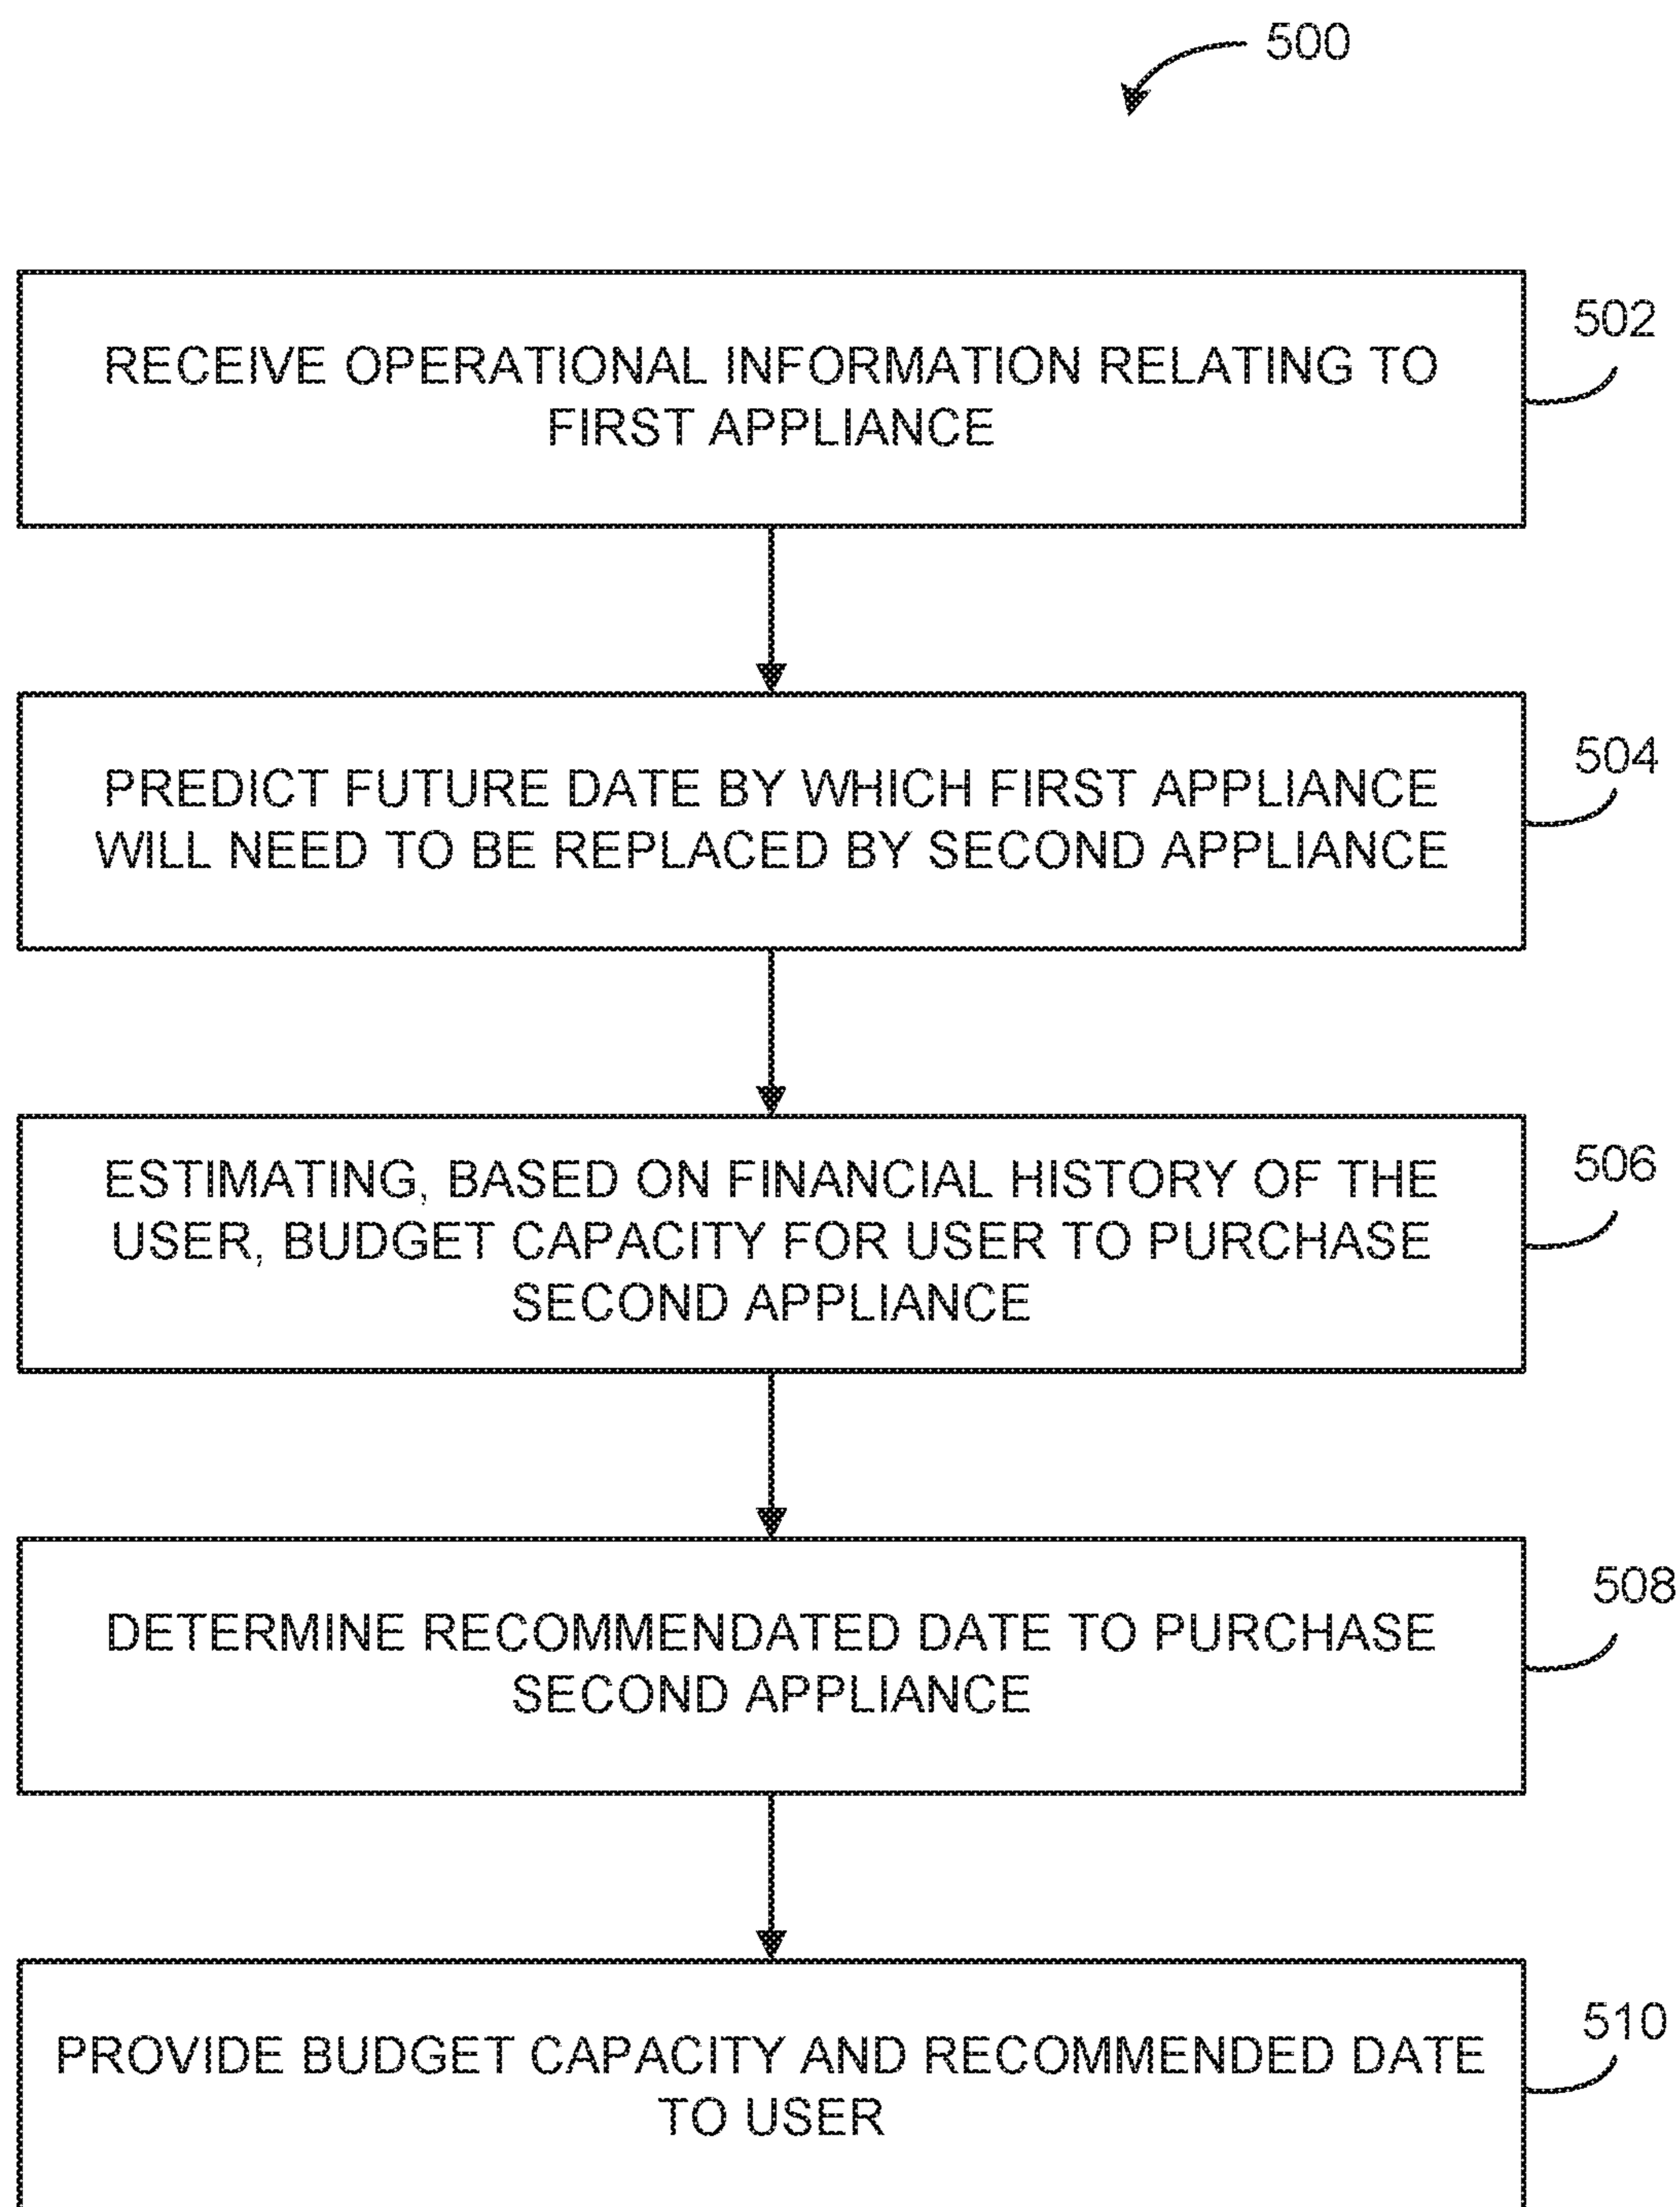 500
RECEIVE OPERATIONAL INFORMATION RELATING TO
FIRST APPLIANCE
502
PREDICT FUTURE DATE BY WHICH FIRST APPLIANCE
WILL NEED TO BE REPLACED BY SECOND APPLIANCE
504
ESTIMATING, BASED ON FINANCIAL HISTORY OF THE
USER, BUDGET CAPACITY FOR USER TO PURCHASE
SECOND APPLIANCE
506
DETERMINE RECOMMENDATED DATE TO PURCHASE
SECOND APPLIANCE
508
PROVIDE BUDGET CAPACITY AND RECOMMENDED DATE
TO USER
510